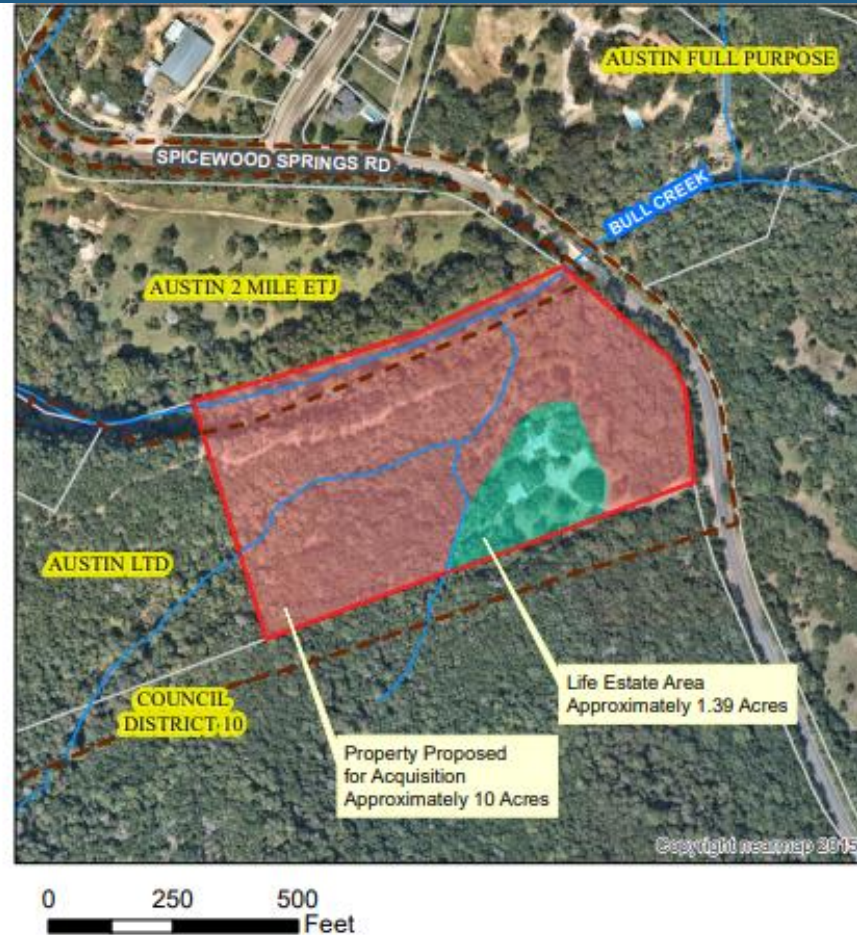 AUSTIN FULL PURPOSE
SPICEWOOD SPRINGS RD
BULL CREEK
AUSTIN 2 MILE ETJ
AUSTIN LTD
COUNCIL
DISTRICT 10
Life Estate Area
Approximately 1.39 Acres
Property Proposed
for Acquisition
Approximately 10 Acres
Copyright nearmap 2015
0 250 500
Feet